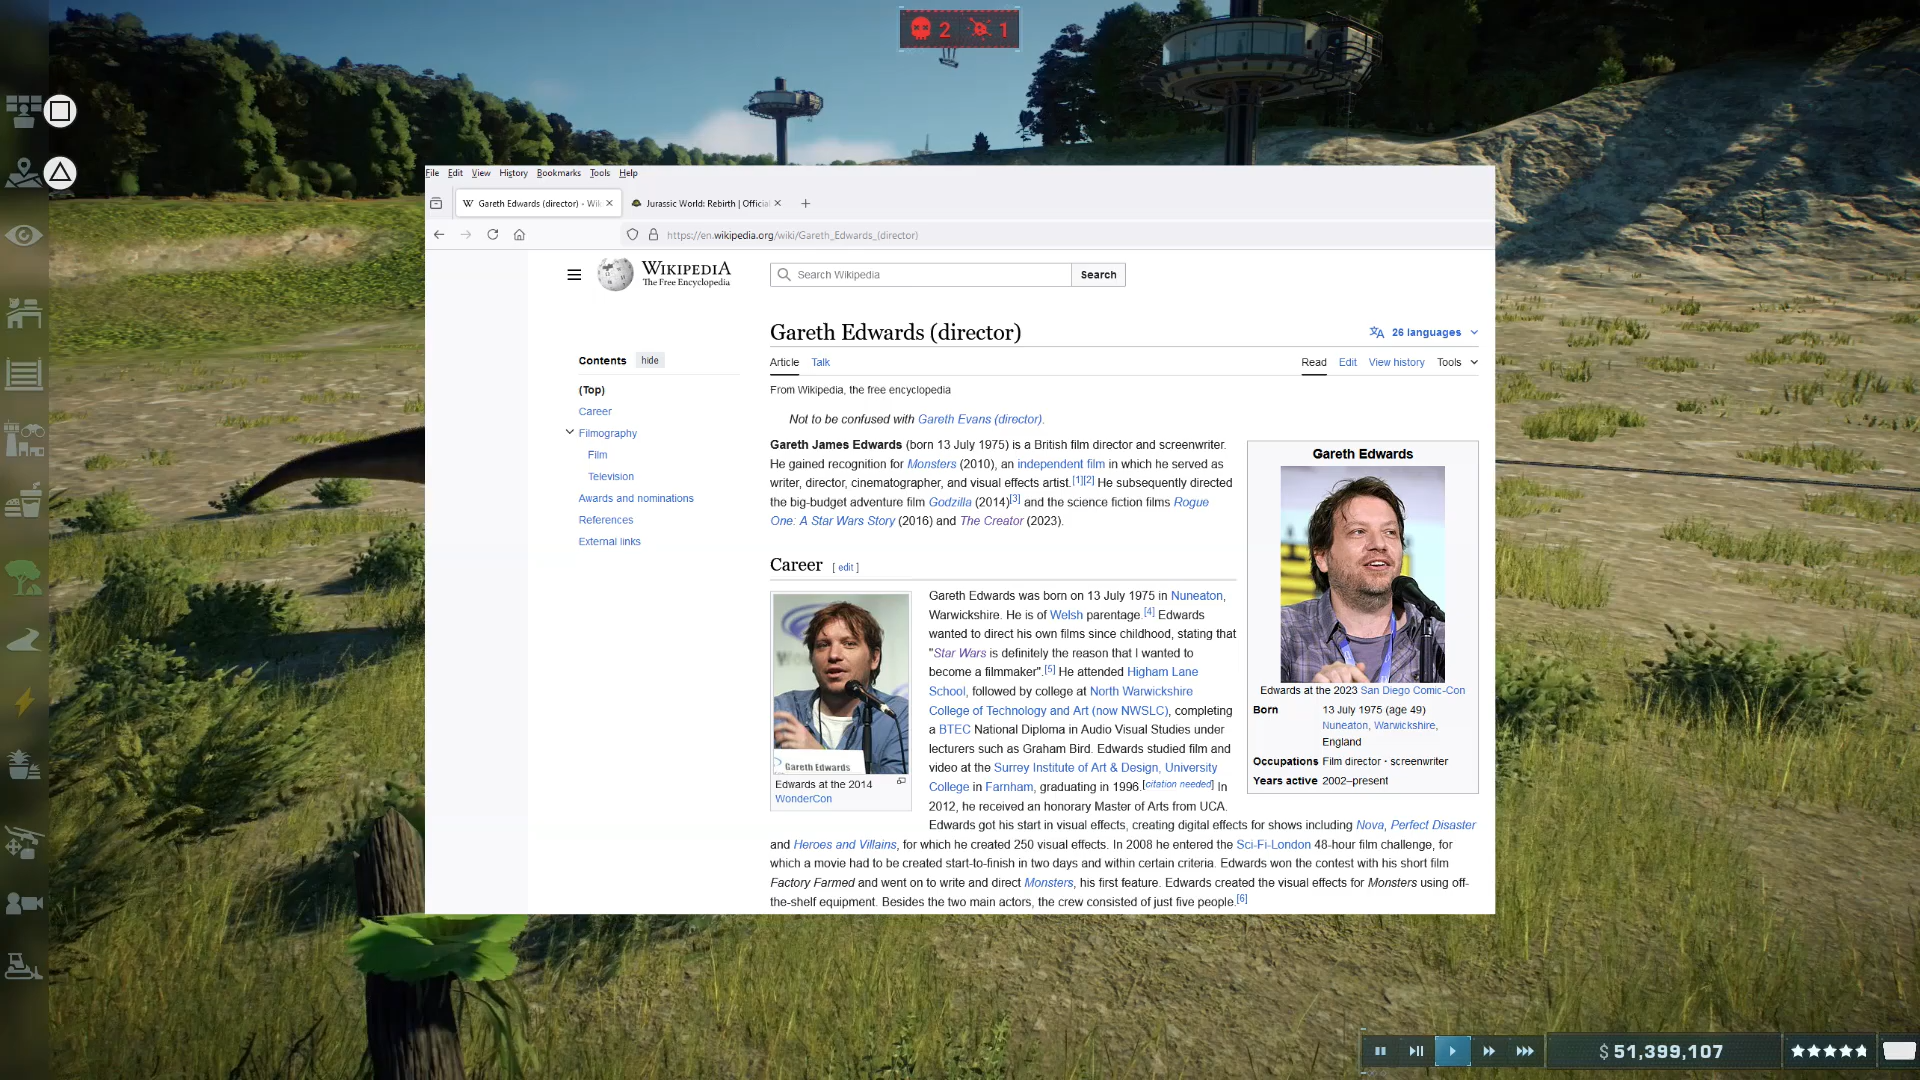 2 1
File Edit View History Bookmarks Tools Help
Gareth Edwards (director) - Wik
Jurassic World: Rebirth | Officia
https://en.wikipedia.org/wiki/Gareth_Edwards_(director)
WIKIPEDIA
The Free Encyclopedia
Search Wikipedia
Search
Gareth Edwards (director)
26 languages
Contents hide
Article Talk
Read Edit View history Tools
(Top)
Career
Filmography
Film
Television
Awards and nominations
References
External links
From Wikipedia, the free encyclopedia
Not to be confused with Gareth Evans (director).
Gareth James Edwards (born 13 July 1975) is a British film director and screenwriter.
He gained recognition for Monsters (2010), an independent film in which he served as
writer, director, cinematographer, and visual effects artist.[1][2] He subsequently directed
the big-budget adventure film Godzilla (2014)[3] and the science fiction films Rogue
One: A Star Wars Story (2016) and The Creator (2023).
Gareth Edwards
Edwards at the 2023 San Diego Comic-Con
Born 13 July 1975 (age 49)
Nuneaton, Warwickshire,
England
Occupations Film director · screenwriter
Years active 2002–present
Career [ edit ]
Gareth Edwards
Edwards at the 2014
WonderCon
Gareth Edwards was born on 13 July 1975 in Nuneaton,
Warwickshire. He is of Welsh parentage.[4] Edwards
wanted to direct his own films since childhood, stating that
"Star Wars is definitely the reason that I wanted to
become a filmmaker".[5] He attended Higham Lane
School, followed by college at North Warwickshire
College of Technology and Art (now NWSLC), completing
a BTEC National Diploma in Audio Visual Studies under
lecturers such as Graham Bird. Edwards studied film and
video at the Surrey Institute of Art & Design, University
College in Farnham, graduating in 1996.[citation needed] In
2012, he received an honorary Master of Arts from UCA.
Edwards got his start in visual effects, creating digital effects for shows including Nova, Perfect Disaster
and Heroes and Villains, for which he created 250 visual effects. In 2008 he entered the Sci-Fi-London 48-hour film challenge, for
which a movie had to be created start-to-finish in two days and within certain criteria. Edwards won the contest with his short film
Factory Farmed and went on to write and direct Monsters, his first feature. Edwards created the visual effects for Monsters using off-
the-shelf equipment. Besides the two main actors, the crew consisted of just five people.[6]
$ 51,399,107